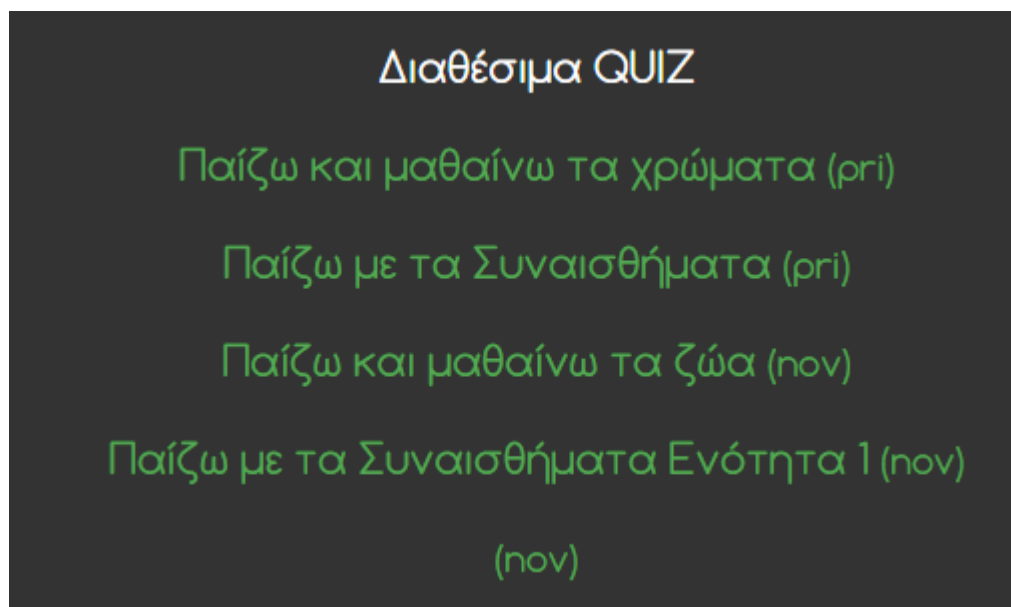 Διαθέσιμα QUIZ
Παίζω και μαθαίνω τα χρώματα (pri)
Παίζω με τα Συναισθήματα (pri)
Παίζω και μαθαίνω τα ζώα (nov)
Παίζω με τα Συναισθήματα Ενότητα 1 (nov)
(nov)